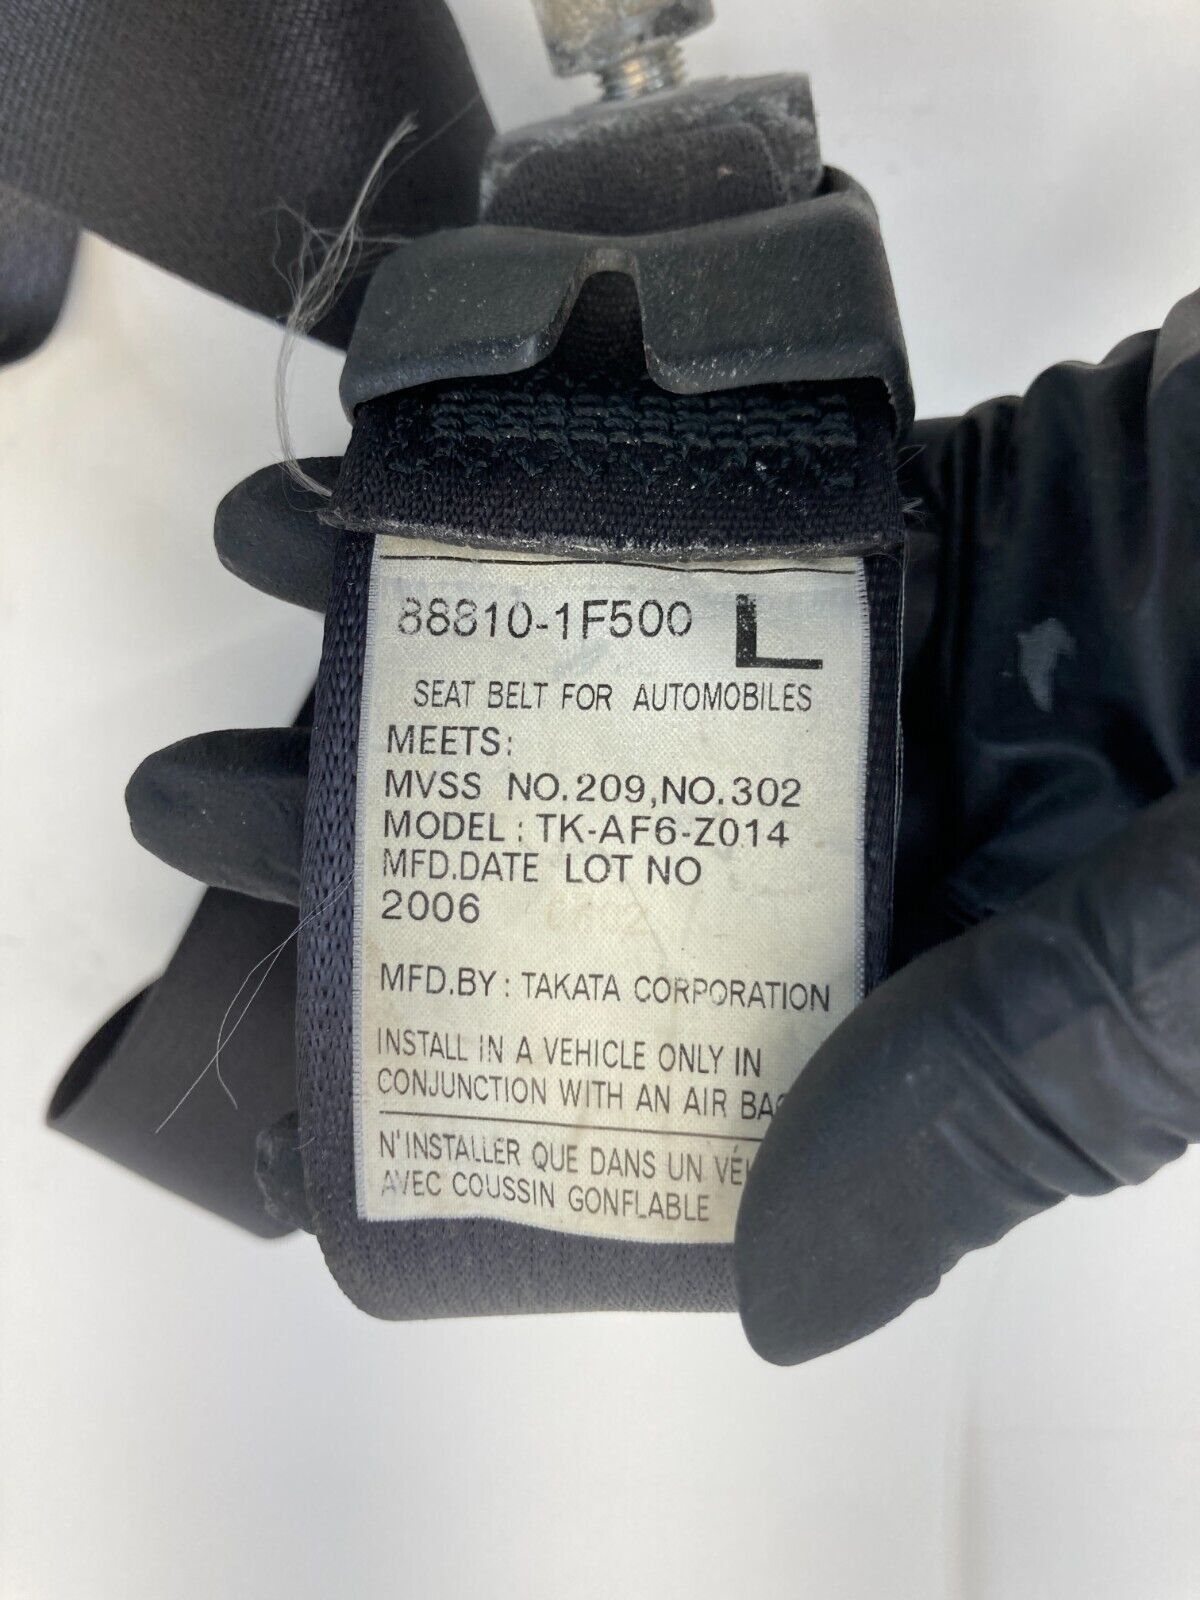 88810-1F500 L
SEAT BELT FOR AUTOMOBILES
MEETS:
MVSS NO.209,NO.302
MODEL: TK-AF6-Z014
MFD.DATE LOT NO
2006
MFD.BY: TAKATA CORPORATION
INSTALL IN A VEHICLE ONLY IN
CONJUNCTION WITH AN AIR
N'INSTALLER QUE DANS UN
AVEC COUSSIN GONFLABLE